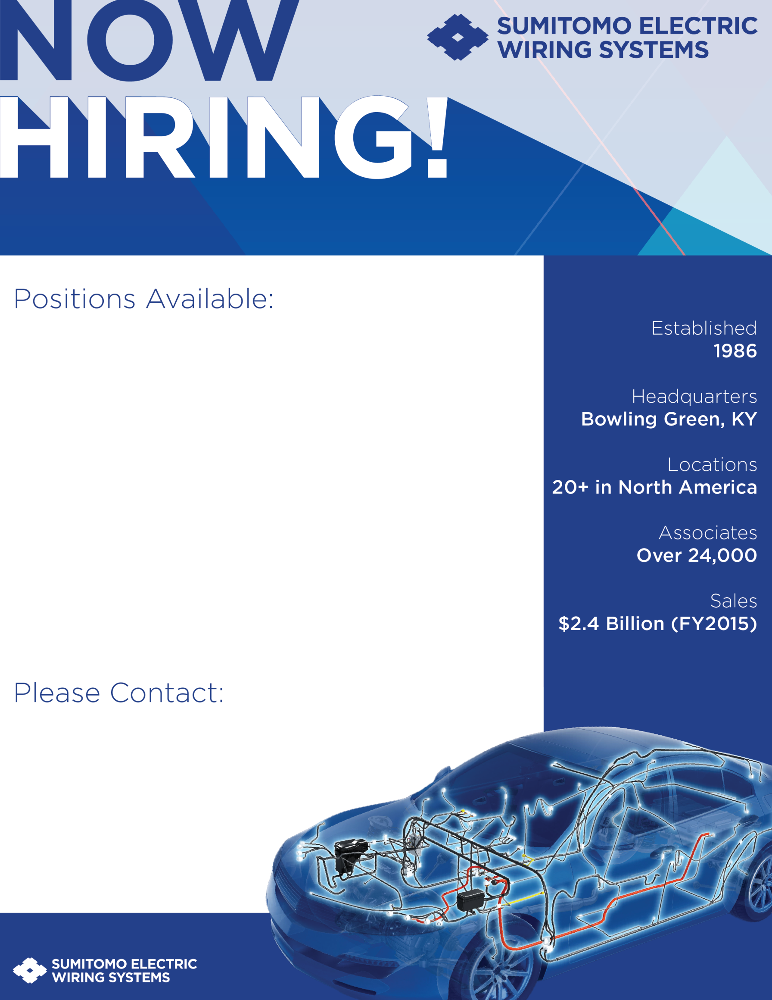 NOW
HIRING!
SUMITOMO ELECTRIC
WIRING SYSTEMS
Positions Available:
Established
1986
Headquarters
Bowling Green, KY
Locations
20+ in North America
Associates
Over 24,000
Sales
$2.4 Billion (FY2015)
Please Contact:
SUMITOMO ELECTRIC
WIRING SYSTEMS